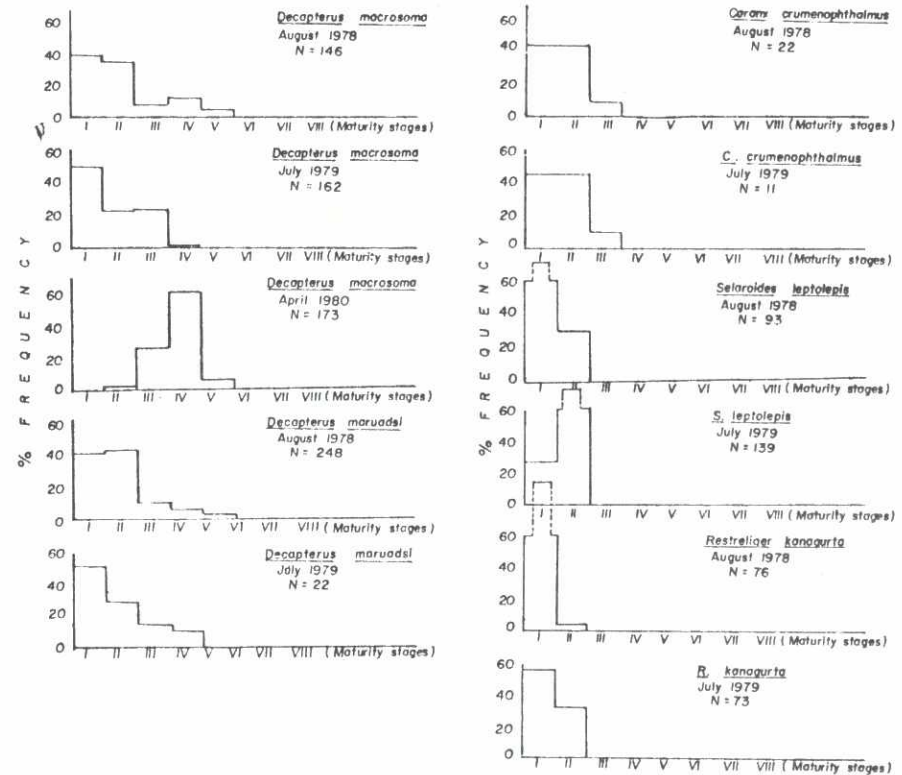 % FREQUENCY
Decapterus macrosoma
August 1978
N = 146
60
40
20
0
I II III IV V VI VII VIII (Maturity stages)
Decapterus macrosoma
July 1979
N = 162
60
40
20
0
I II III IV V VI VII VIII (Maturity stages)
Decapterus macrosoma
April 1980
N = 173
60
40
20
0
I II III IV V VI VII VIII (Maturity stages)
Decapterus maruadsi
August 1978
N = 248
60
40
20
0
I II III IV V VI VII VIII (Maturity stages)
Decapterus maruadsi
July 1979
N = 22
60
40
20
0
I II III IV V VI VII VIII (Maturity stages)
% FREQUENCY
Caranx crumenophthalmus
August 1978
N = 22
60
40
20
0
I II III IV V VI VII VIII (Maturity stages)
C. crumenophthalmus
July 1979
N = 11
60
40
20
0
I II III IV V VI VII VIII (Maturity stages)
Selaroides leptolepis
August 1978
N = 93
60
40
20
0
I II III IV V VI VII VIII (Maturity stages)
S. leptolepis
July 1979
N = 139
60
40
20
0
I II III IV V VI VII VIII (Maturity stages)
Restreliger kanagurta
August 1978
N = 76
60
40
20
0
I II III IV V VI VII VIII (Maturity stages)
R. kanagurta
July 1979
N = 73
60
40
20
0
I II III IV V VI VII VIII (Maturity stages)